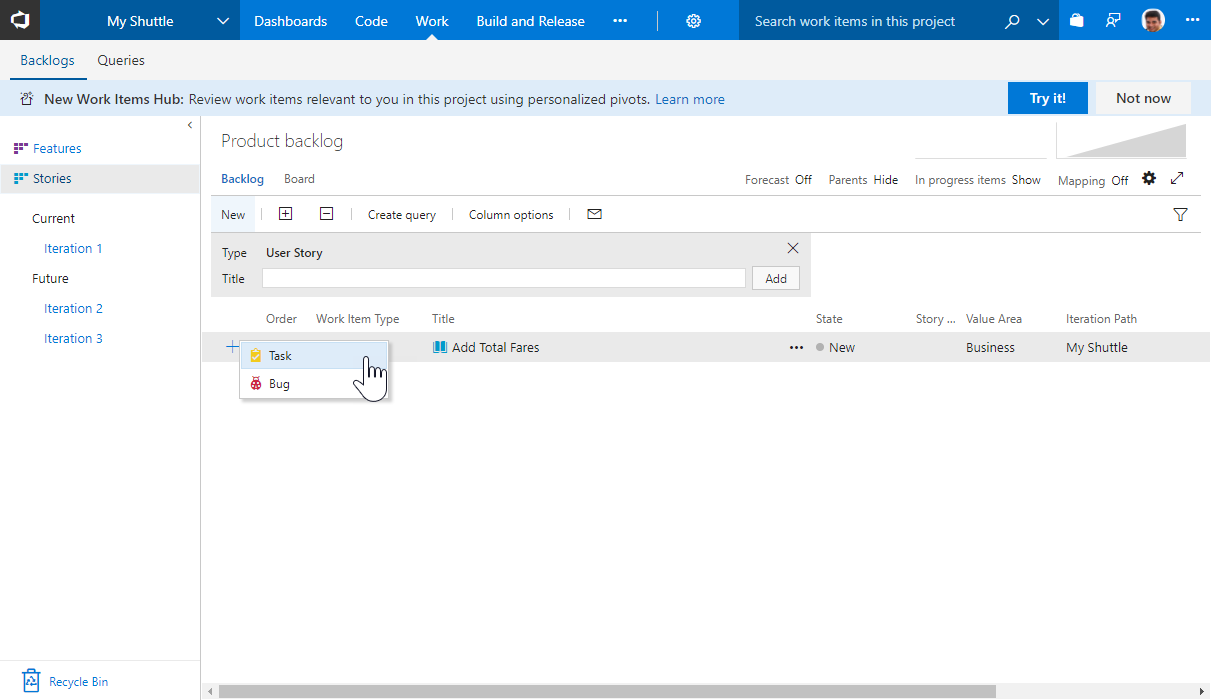 My Shuttle Dashboards Code Work Build and Release ••• Search work items in this project •••
Backlogs Queries
New Work Items Hub: Review work items relevant to you in this project using personalized pivots. Learn more Try it! Not now
Features
Stories
Current
Iteration 1
Future
Iteration 2
Iteration 3
Recycle Bin
Product backlog
Backlog Board Forecast Off Parents Hide In progress items Show Mapping Off
New Create query Column options
Type User Story
Title Add
Order Work Item Type Title State Story ... Value Area Iteration Path
Add Total Fares ••• New Business My Shuttle
Task
Bug